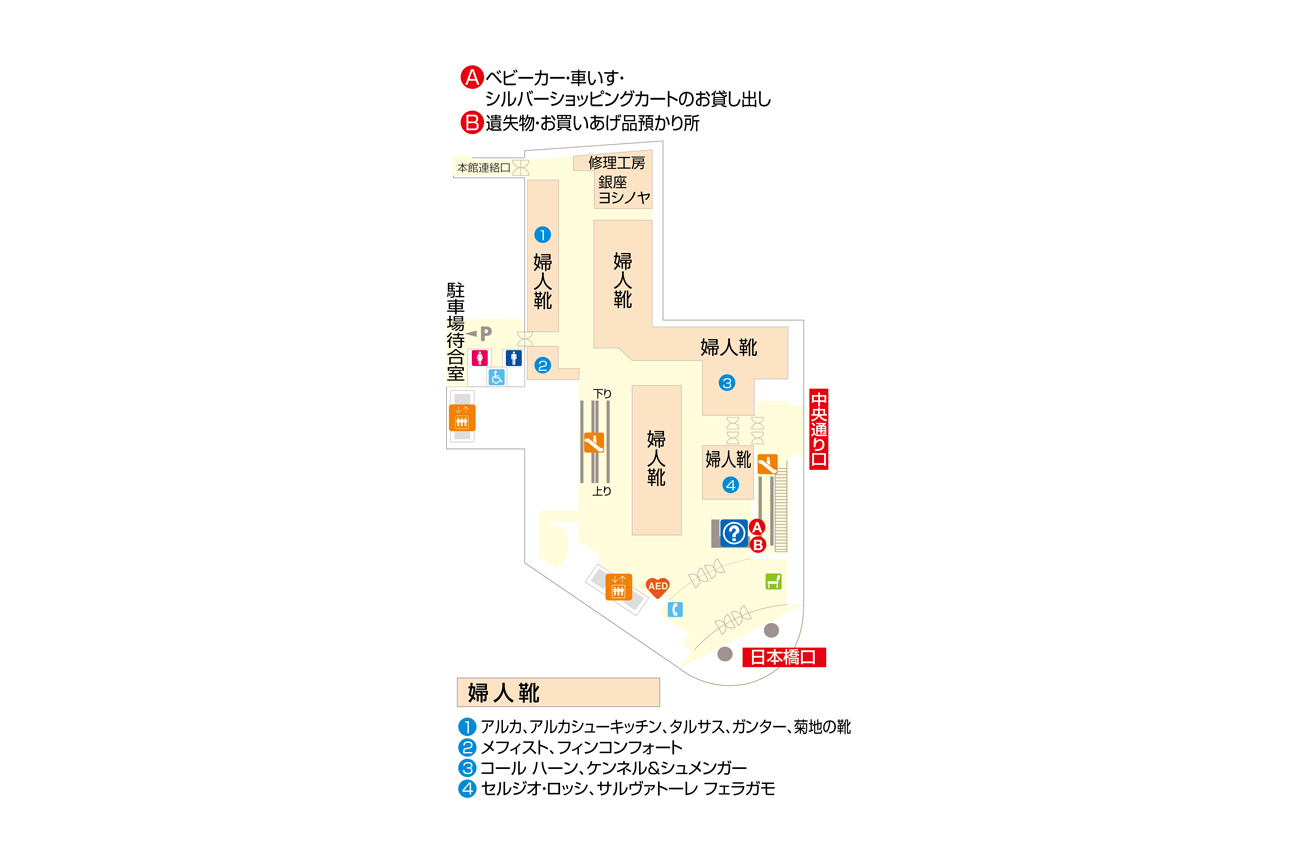 A ベビーカー・車いす・
シルバーショッピングカートのお貸し出し
B 遺失物・お買いあげ品預かり所
本館連絡口
修理工房
銀座
ヨシノヤ
1
婦人靴
婦人靴
駐車場待合室
P
2
婦人靴
3
下り
中央通り口
婦人靴
婦人靴
4
上り
?
A
B
AED
日本橋口
婦人靴
1 アルカ、アルカシューキッチン、タルサス、ガンター、菊地の靴
2 メフィスト、フィンコンフォート
3 コール ハーン、ケンネル&シュメンガー
4 セルジオ・ロッシ、サルヴァトーレ フェラガモ